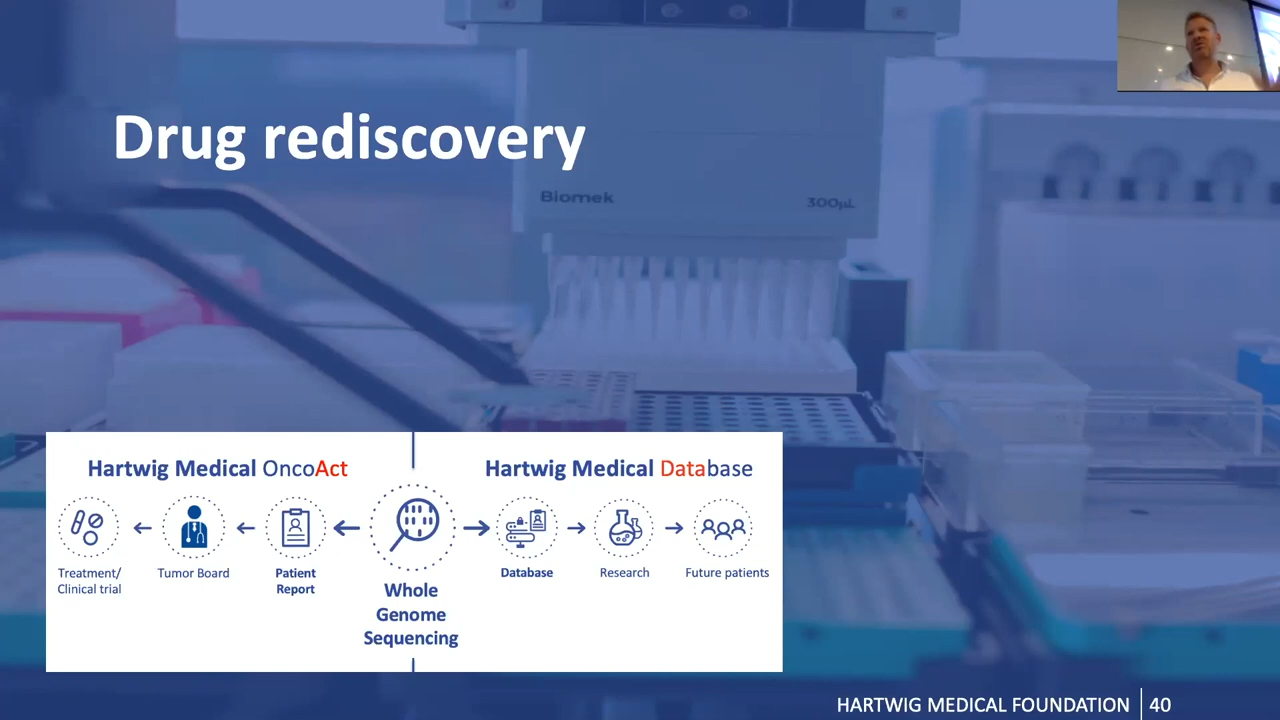 Drug rediscovery
Biomek
300µL
Hartwig Medical OncoAct
Hartwig Medical Database
Treatment/
Clinical trial
Tumor Board
Patient
Report
Whole
Genome
Sequencing
Database
Research
Future patients
HARTWIG MEDICAL FOUNDATION
40